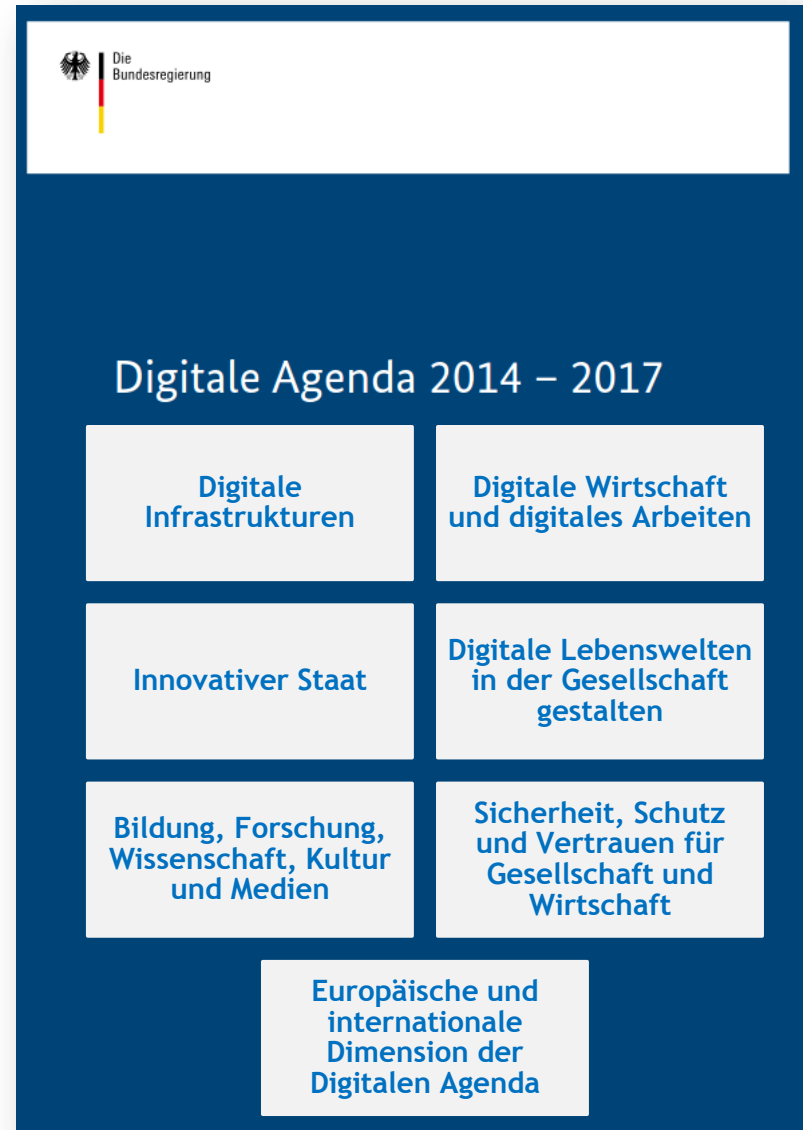 Die
Bundesregierung
Digitale Agenda 2014 – 2017
Digitale
Infrastrukturen
Digitale Wirtschaft
und digitales Arbeiten
Innovativer Staat
Digitale Lebenswelten
in der Gesellschaft
gestalten
Bildung, Forschung,
Wissenschaft, Kultur
und Medien
Sicherheit, Schutz
und Vertrauen für
Gesellschaft und
Wirtschaft
Europäische und
internationale
Dimension der
Digitalen Agenda